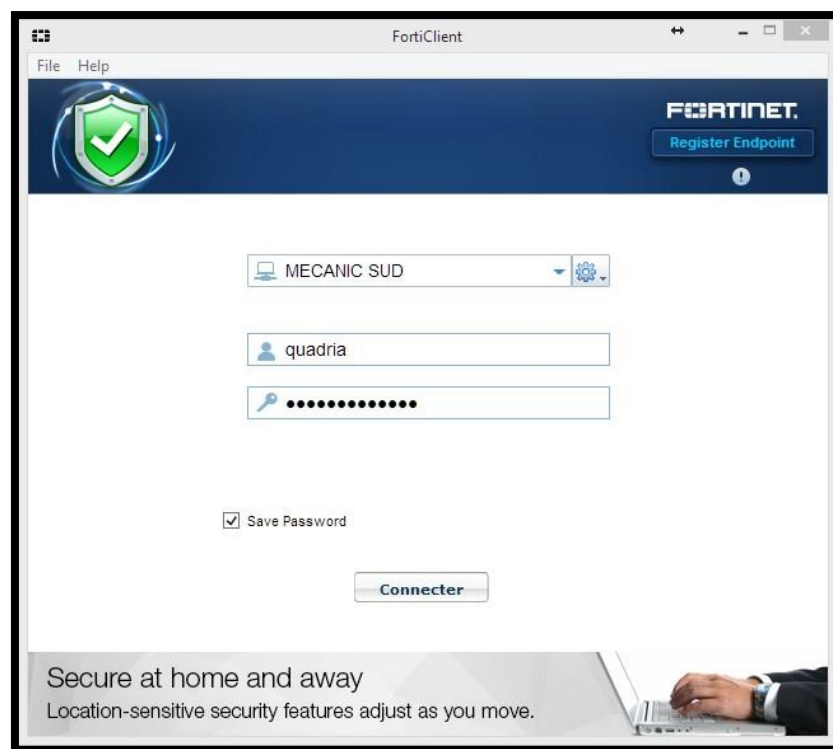 FortiClient
File Help
FORTINET.
Register Endpoint
MECANIC SUD
quadria
•••••••••••••
Save Password
Connecter
Secure at home and away
Location-sensitive security features adjust as you move.